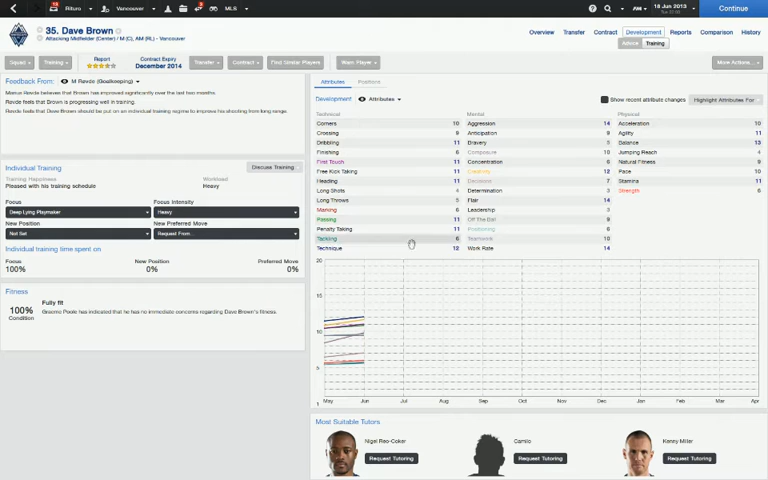 15 Rituro Vancouver 3 MLS ? AM 18 Jun 2013 Continue
35. Dave Brown
Attacking Midfielder (Center) / M (C), AM (RL) - Vancouver
Overview Transfer Contract Development Reports Comparison History
Advice Training
Squad Training Report Contract Expiry December 2014 Transfer Contract Find Similar Players Warn Player More Actions...
Feedback From: M Ravde (Goalkeeping)
believes that Brown has improved significantly over the last two months.
feels that Brown is progressing well in training.
feels that Dave Brown should be put on an individual training regime to improve his shooting from long range.
Individual Training Discuss Training
Training Happiness Workload
Pleased with his training schedule Heavy
Focus Focus Intensity
Deep Lying Playmaker Heavy
New Position New Preferred Move
Not Set Request From...
Individual training time spent on
Focus New Position Preferred Move
100% 0% 0%
Fitness
100% Condition
Fully fit
Graeme Poole has indicated that he has no immediate concerns regarding Dave Brown's fitness.
Attributes Positions
Development Attributes Show recent attribute changes Highlight Attributes For
Technical Mental Physical
Corners 10 Aggression 14 Acceleration 10
Crossing 9 Anticipation 9 Agility 11
Dribbling 11 Bravery 5 Balance 13
Finishing 6 Composure 10 Jumping Reach 4
First Touch 11 Concentration 6 Natural Fitness 9
Free Kick Taking 11 Creativity 12 Pace 10
Heading 11 Decisions 7 Stamina 11
Long Shots 4 Determination 3 Strength 6
Long Throws 5 Flair 14
Marking 6 Leadership 3
Passing 11 Off The Ball 9
Penalty Taking 11 Positioning 6
Tackling 6 Teamwork 10
Technique 12 Work Rate 14
20
15
10
5
1
May Jun Jul Aug Sep Oct Nov Dec Jan Feb Mar Apr
Most Suitable Tutors
Nigel Reo-Coker Camilo Kenny Miller
Request Tutoring Request Tutoring Request Tutoring